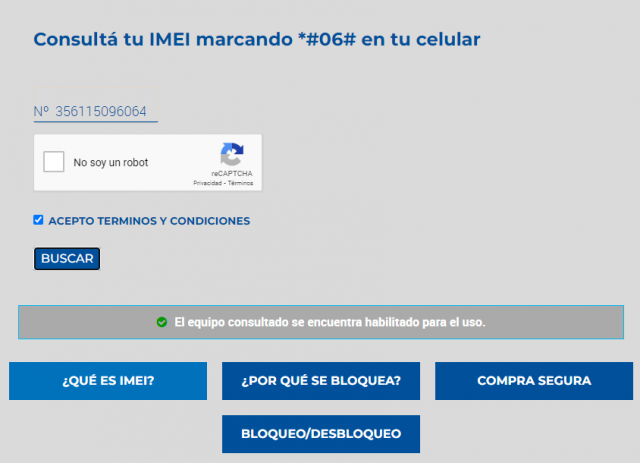 Consultá tu IMEI marcando *#06# en tu celular
Nº 356115096064
No soy un robot
reCAPTCHA
Privacidad - Términos
ACEPTO TERMINOS Y CONDICIONES
BUSCAR
El equipo consultado se encuentra habilitado para el uso.
¿QUÉ ES IMEI?
¿POR QUÉ SE BLOQUEA?
COMPRA SEGURA
BLOQUEO/DESBLOQUEO